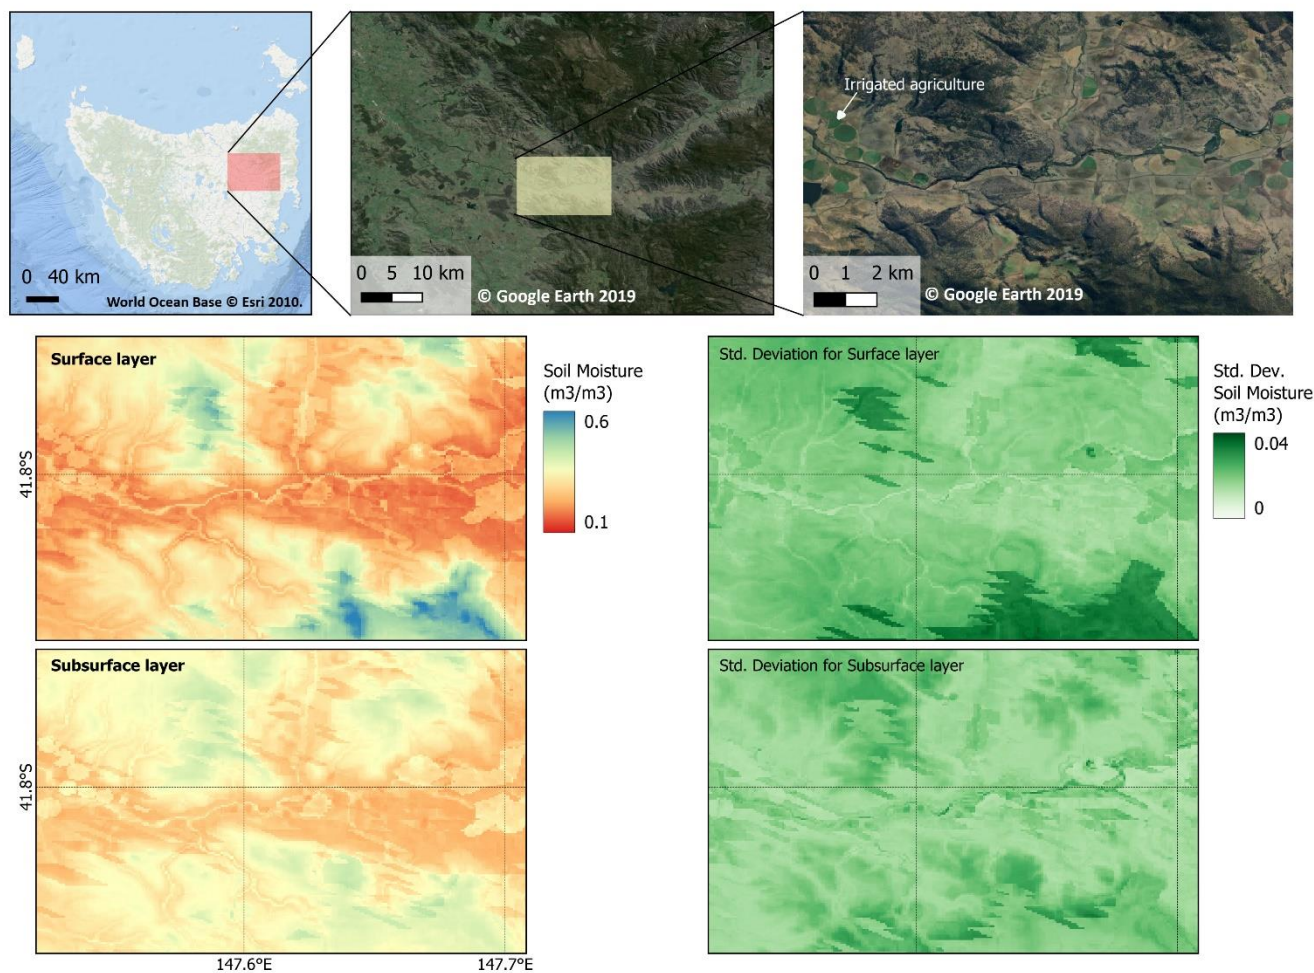 Irrigated agriculture
0 40 km
World Ocean Base © Esri 2010.
0 5 10 km
© Google Earth 2019
0 1 2 km
© Google Earth 2019
Surface layer
Soil Moisture
(m3/m3)
0.6
0.1
41.8°S
Std. Deviation for Surface layer
Std. Dev.
Soil Moisture
(m3/m3)
0.04
0
Subsurface layer
41.8°S
147.6°E
147.7°E
Std. Deviation for Subsurface layer